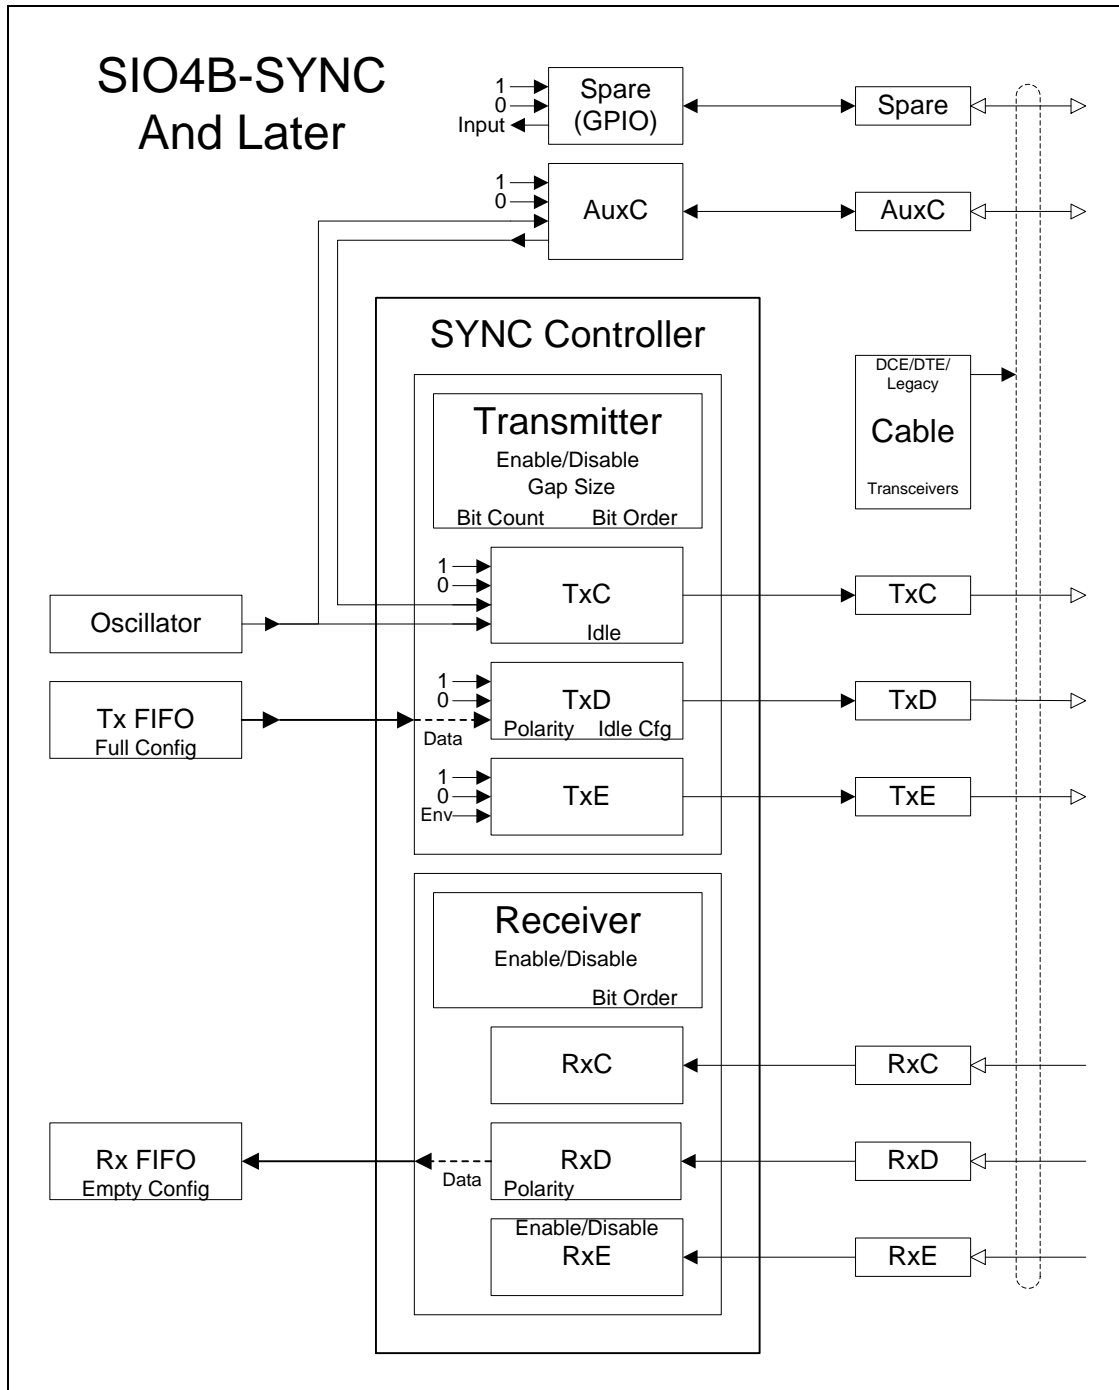 SIO4B-SYNC
And Later
1
0
Input
Spare
(GPIO)
Spare
1
0
AuxC
AuxC
SYNC Controller
DCE/DTE/
Legacy
Cable
Transceivers
Transmitter
Enable/Disable
Gap Size
Bit Count Bit Order
1
0
TxC
Idle
TxC
Oscillator
Tx FIFO
Full Config
1
0
Data
TxD
Polarity Idle Cfg
TxD
1
0
Env
TxE
TxE
Receiver
Enable/Disable
Bit Order
RxC
RxC
Rx FIFO
Empty Config
Data
RxD
Polarity
RxD
Enable/Disable
RxE
RxE